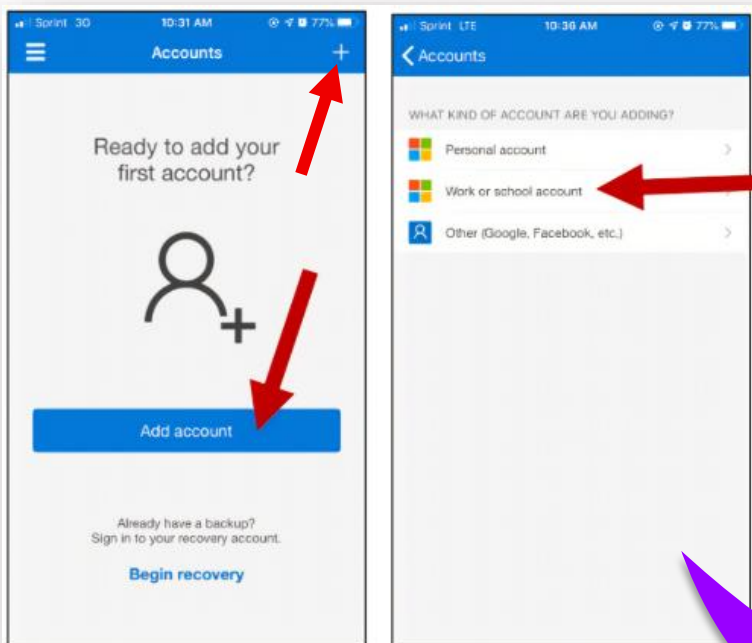 Sprint 3G 10:31 AM 77%
Accounts
Ready to add your
first account?
Add account
Already have a backup?
Sign in to your recovery account.
Begin recovery
Sprint LTE 10:36 AM 77%
Accounts
WHAT KIND OF ACCOUNT ARE YOU ADDING?
Personal account
Work or school account
Other (Google, Facebook, etc.)